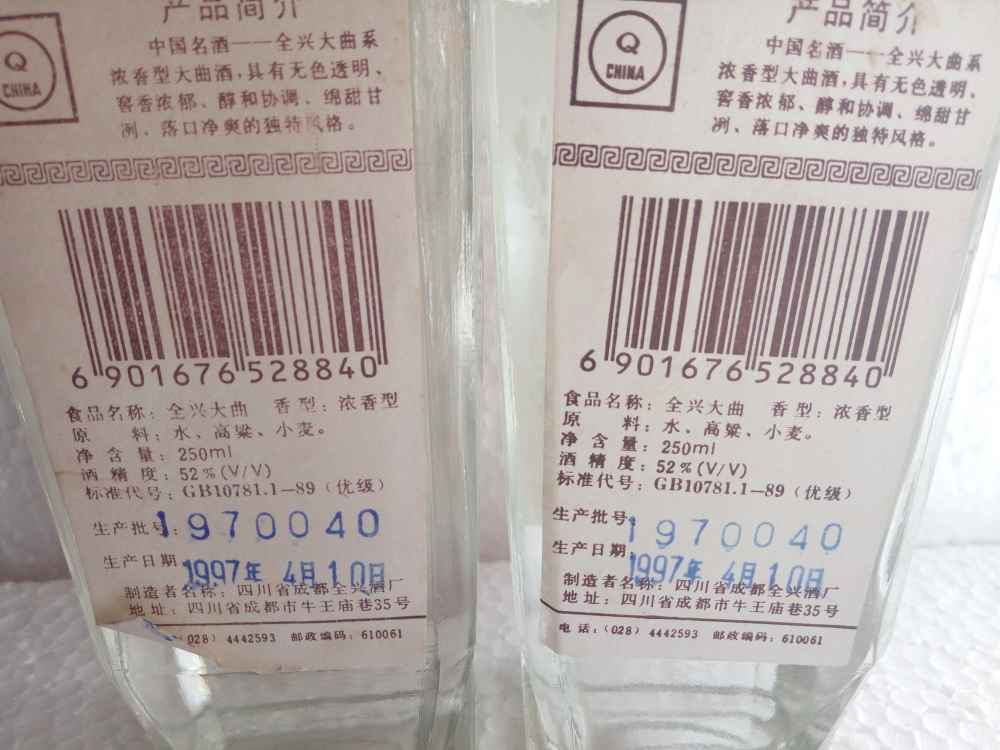 产品简介
Q
CHINA
中国名酒——全兴大曲系
浓香型大曲酒,具有无色透明、
窖香浓郁、醇和协调、绵甜甘
冽、落口净爽的独特风格。
6 901676 528840
食品名称:全兴大曲 香型:浓香型
原 料:水、高粱、小麦。
净 含 量:250ml
酒 精 度:52%(V/V)
标准代号:GB10781.1—89(优级)
生产批号:1970040
生产日期 1997年 4月10日
制造者名称:四川省成都全兴酒厂
地址:四川省成都市牛王庙巷35号
(028) 4442593 邮政编码:610061
产品简介
Q
CHINA
中国名酒——全兴大曲系
浓香型大曲酒,具有无色透明、
窖香浓郁、醇和协调、绵甜甘
冽、落口净爽的独特风格。
6 901676 528840
食品名称:全兴大曲 香型:浓香型
原 料:水、高粱、小麦。
净 含 量:250ml
酒 精 度:52%(V/V)
标准代号:GB10781.1—89(优级)
生产批号:1970040
生产日期 1997年 4月10日
制造者名称:四川省成都全兴酒厂
地址:四川省成都市牛王庙巷35号
电话:(028) 4442593 邮政编码:610061